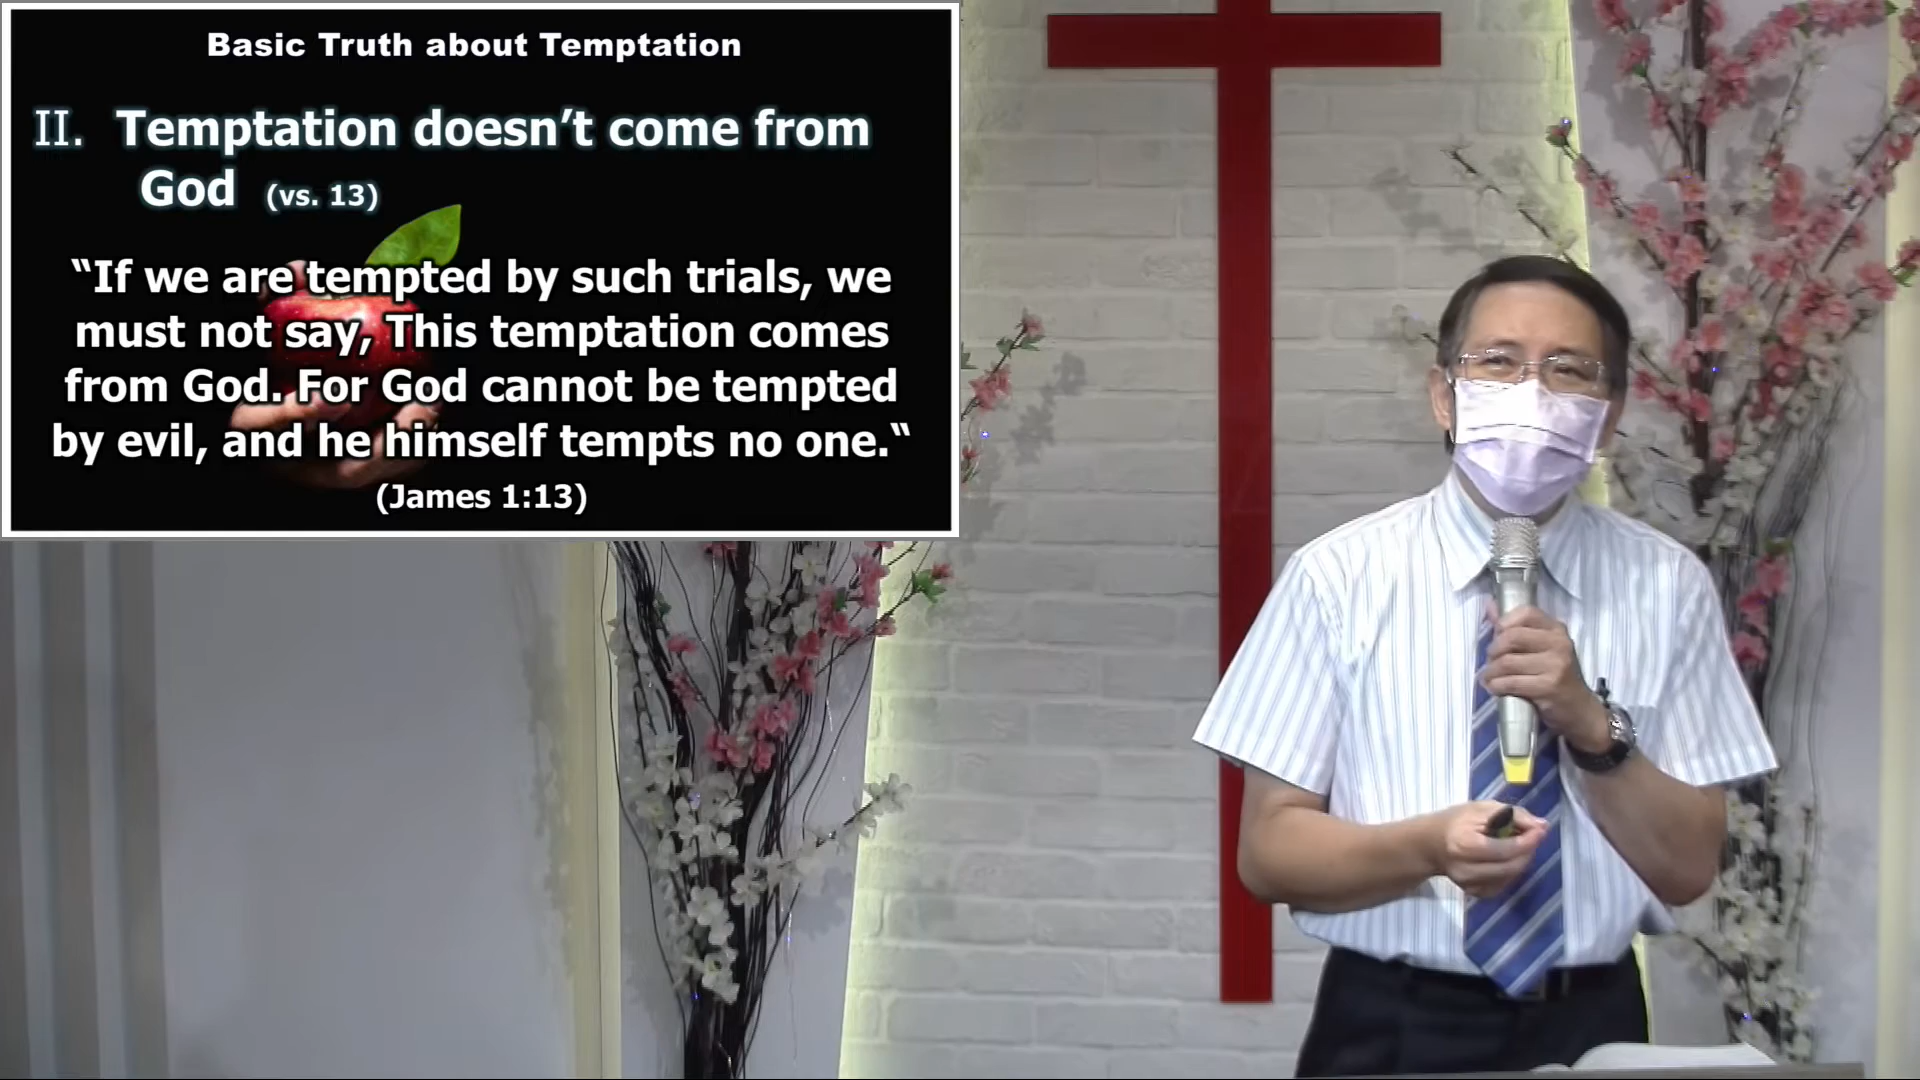 Basic Truth about Temptation
II. Temptation doesn’t come from
God (vs. 13)
“If we are tempted by such trials, we
must not say, This temptation comes
from God. For God cannot be tempted
by evil, and he himself tempts no one.“
(James 1:13)